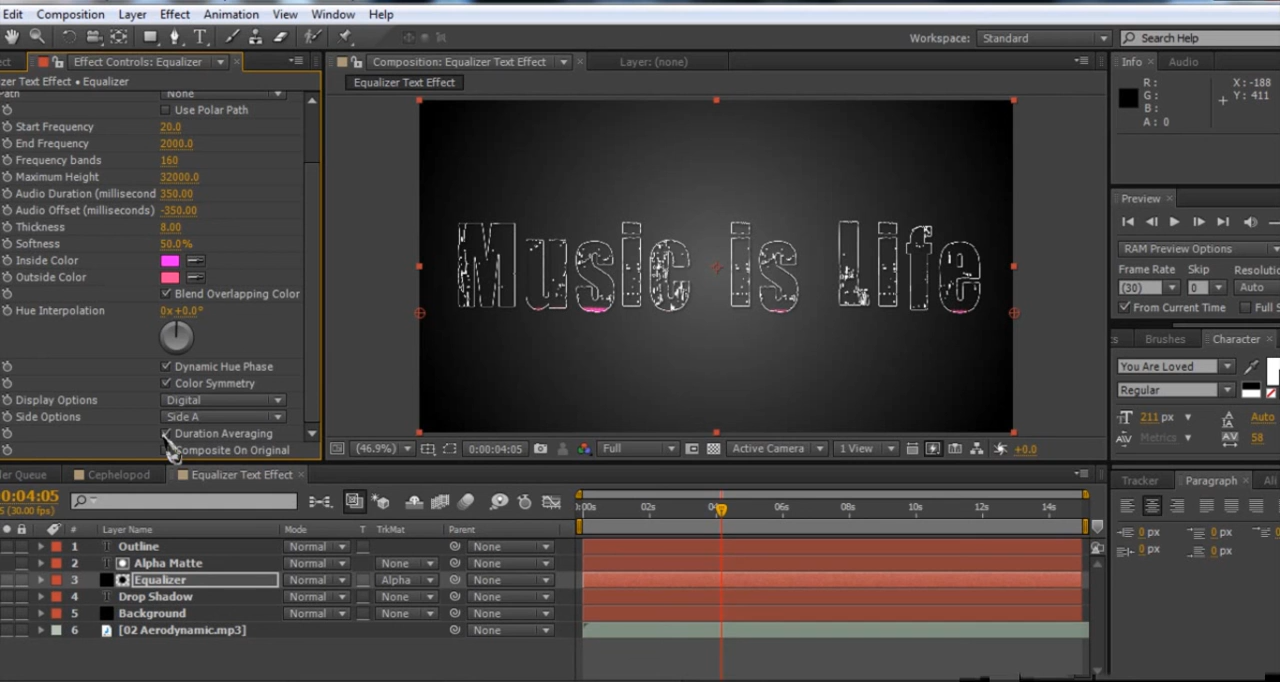 Edit Composition Layer Effect Animation View Window Help
Workspace: Standard Search Help
Effect Controls: Equalizer
Composition: Equalizer Text Effect
Layer: (none)
Info Audio
zer Text Effect • Equalizer
Equalizer Text Effect
R:
G:
B:
A: 0
X: -188
Y: 411
Path None
Use Polar Path
Start Frequency 20.0
End Frequency 2000.0
Frequency bands 160
Maximum Height 32000.0
Audio Duration (millisecond 350.00
Audio Offset (milliseconds) -350.00
Thickness 8.00
Softness 50.0%
Inside Color
Outside Color
Blend Overlapping Color
Hue Interpolation 0x+0.0°
Dynamic Hue Phase
Color Symmetry
Display Options Digital
Side Options Side A
Duration Averaging
Composite On Original
Music is Life
(46.9%) 0:00:04:05 Full Active Camera 1 View +0.0
Preview
RAM Preview Options
Frame Rate Skip Resoluti
(30) 0 Auto
From Current Time Full S
Brushes Character
You Are Loved
Regular
211 px Auto
Metrics 58
Tracker Paragraph Ali
0 px 0 px
0 px 0 px
der Queue Cephelopod Equalizer Text Effect
0:04:05
5 (30.00 fps)
# Layer Name Mode T TrkMat Parent
:00s 02s 04 06s 08s 10s 12s 14s
1 Outline Normal None
2 Alpha Matte Normal None None
3 Equalizer Normal Alpha None
4 Drop Shadow Normal None None
5 Background Normal None None
6 [02 Aerodynamic.mp3] None